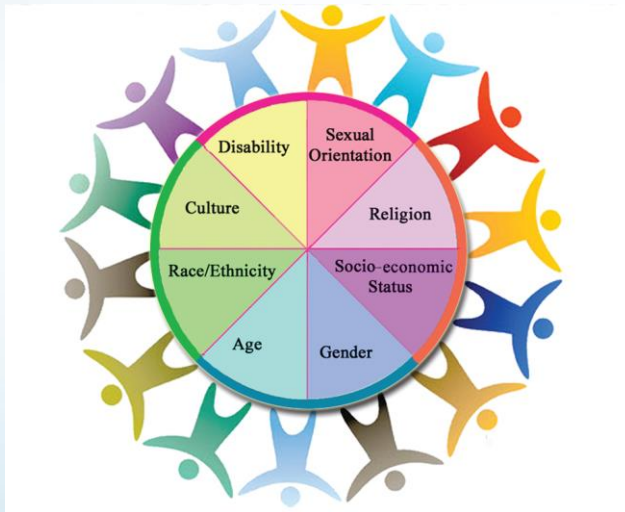 Disability
Sexual
Orientation
Culture
Religion
Race/Ethnicity
Socio-economic
Status
Age
Gender